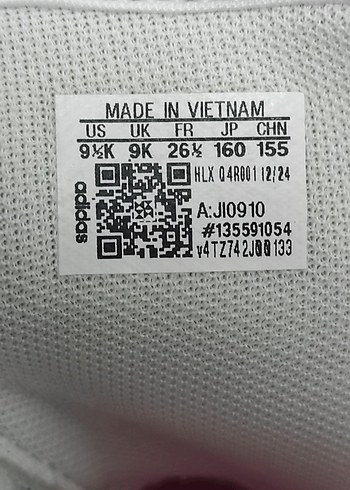 MADE IN VIETNAM
US UK FR JP CHN
9½K 9K 26½ 160 155
adidas
HLX Q4R001 12/24
A:JI0910
#135591054
v4TZ742J00133